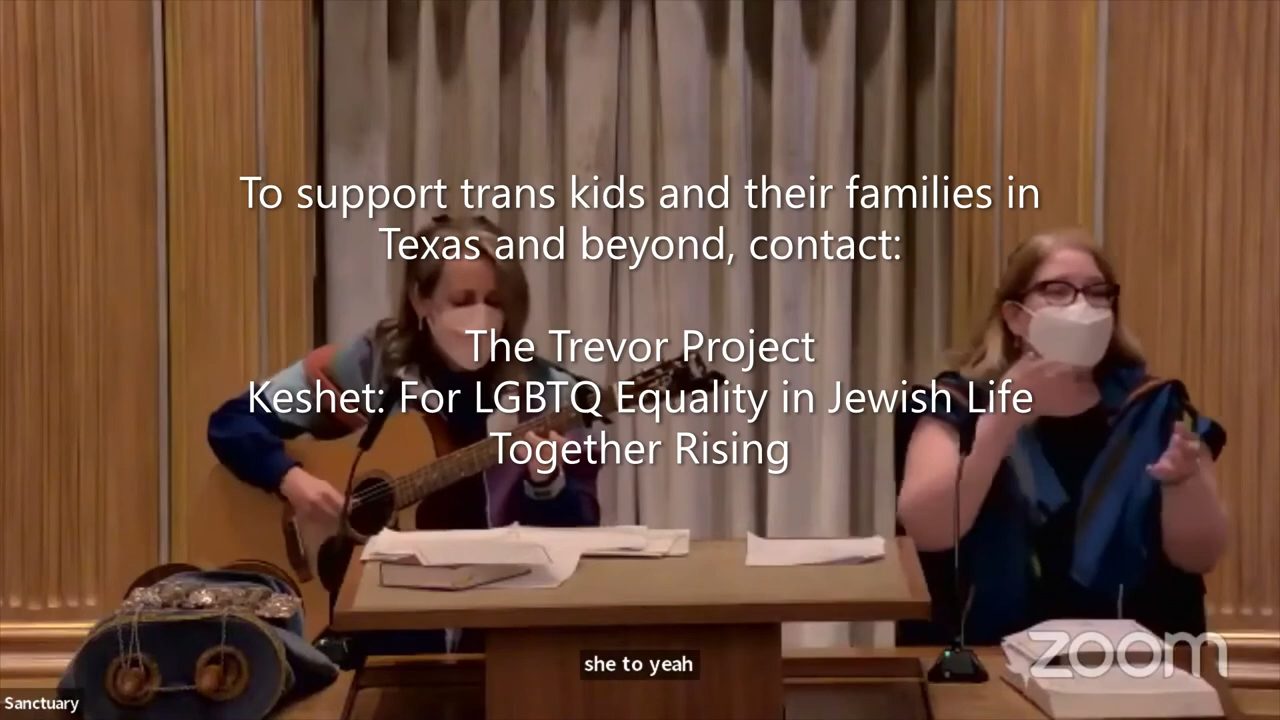 To support trans kids and their families in
Texas and beyond, contact:
The Trevor Project
Keshet: For LGBTQ Equality in Jewish Life
Together Rising
she to yeah
Sanctuary
zoom